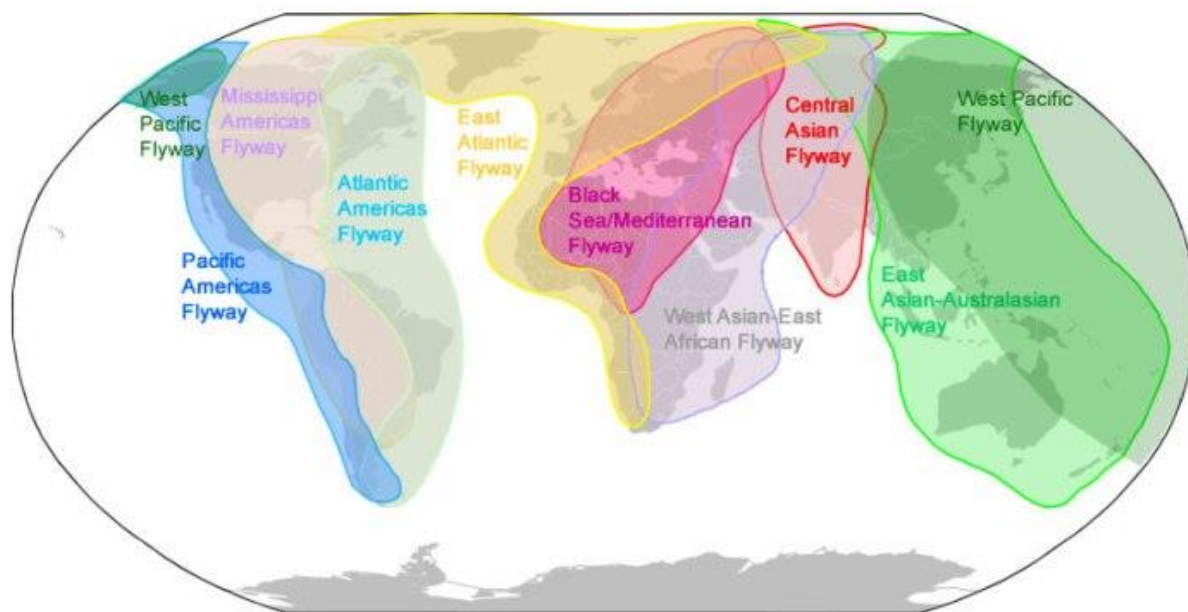 West
Pacific
Flyway
Mississippi
Americas
Flyway
East
Atlantic
Flyway
Central
Asian
Flyway
West Pacific
Flyway
Atlantic
Americas
Flyway
Black
Sea/Mediterranean
Flyway
Pacific
Americas
Flyway
East
Asian-Australasian
Flyway
West Asian-East
African Flyway